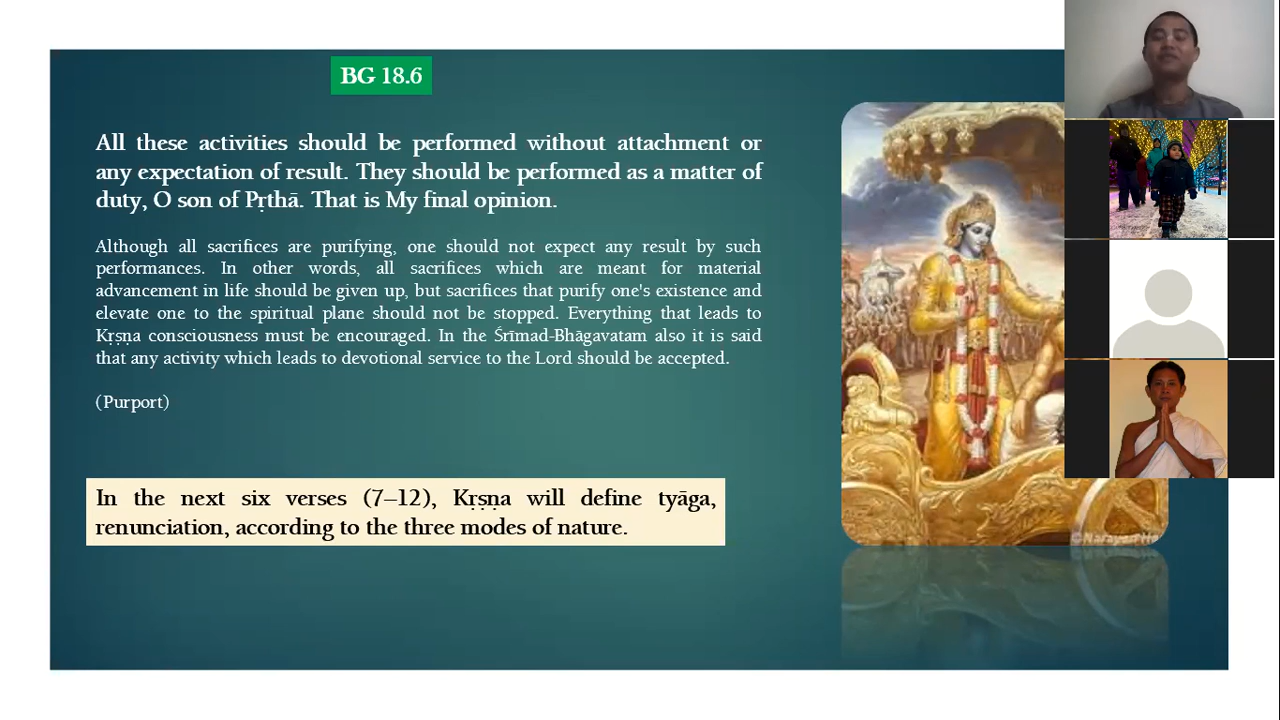 BG 18.6
All these activities should be performed without attachment or
any expectation of result. They should be performed as a matter of
duty, O son of Pṛthā. That is My final opinion.
Although all sacrifices are purifying, one should not expect any result by such
performances. In other words, all sacrifices which are meant for material
advancement in life should be given up, but sacrifices that purify one's existence and
elevate one to the spiritual plane should not be stopped. Everything that leads to
Kṛṣṇa consciousness must be encouraged. In the Śrīmad-Bhāgavatam also it is said
that any activity which leads to devotional service to the Lord should be accepted.
(Purport)
In the next six verses (7–12), Kṛṣṇa will define tyāga,
renunciation, according to the three modes of nature.